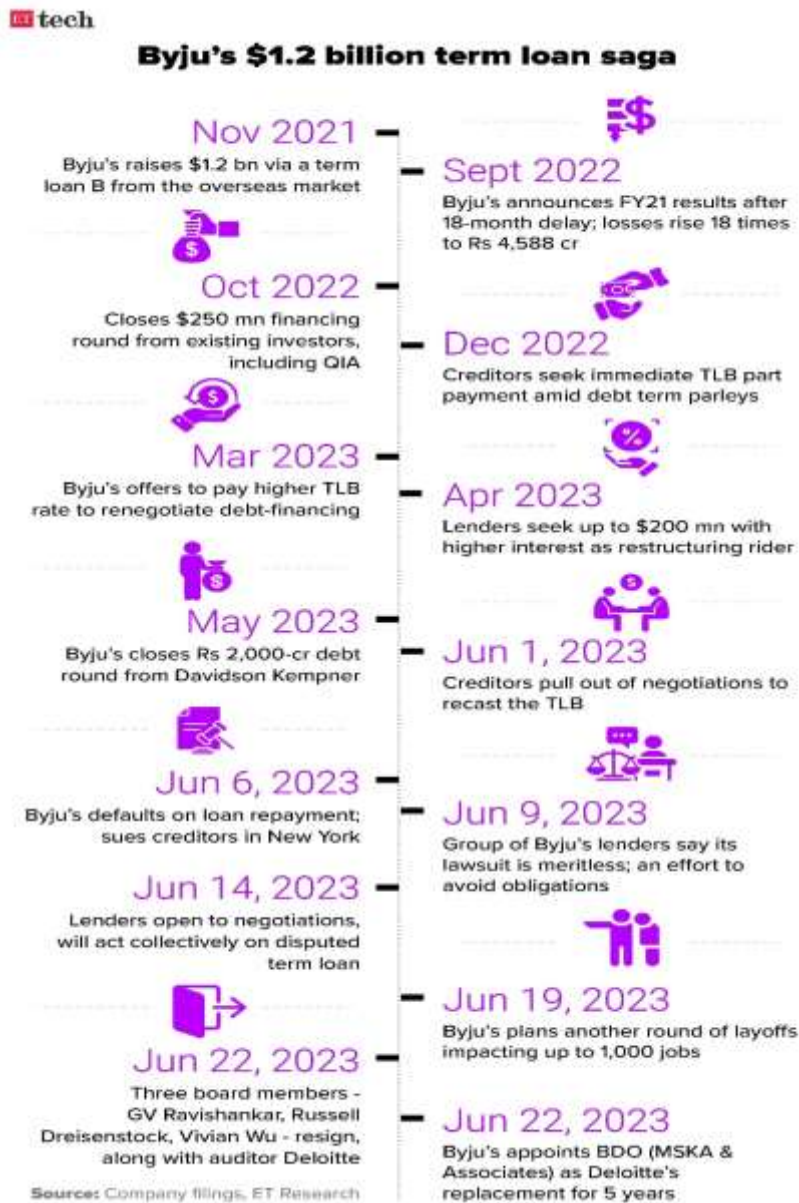 ET tech
Byju's $1.2 billion term loan saga
Nov 2021
Byju's raises $1.2 bn via a term
loan B from the overseas market
Sept 2022
Byju's announces FY21 results after
18-month delay; losses rise 18 times
to Rs 4,588 cr
Oct 2022
Closes $250 mn financing
round from existing investors,
including QIA
Dec 2022
Creditors seek immediate TLB part
payment amid debt term parleys
Mar 2023
Byju's offers to pay higher TLB
rate to renegotiate debt-financing
Apr 2023
Lenders seek up to $200 mn with
higher interest as restructuring rider
May 2023
Byju's closes Rs 2,000-cr debt
round from Davidson Kempner
Jun 1, 2023
Creditors pull out of negotiations to
recast the TLB
Jun 6, 2023
Byju's defaults on loan repayment;
sues creditors in New York
Jun 9, 2023
Group of Byju's lenders say its
lawsuit is meritless; an effort to
avoid obligations
Jun 14, 2023
Lenders open to negotiations,
will act collectively on disputed
term loan
Jun 19, 2023
Byju's plans another round of layoffs
impacting up to 1,000 jobs
Jun 22, 2023
Three board members -
GV Ravishankar, Russell
Dreisenstock, Vivian Wu - resign,
along with auditor Deloitte
Jun 22, 2023
Byju's appoints BDO (MSKA &
Associates) as Deloitte's
replacement for 5 years
Source: Company filings, ET Research